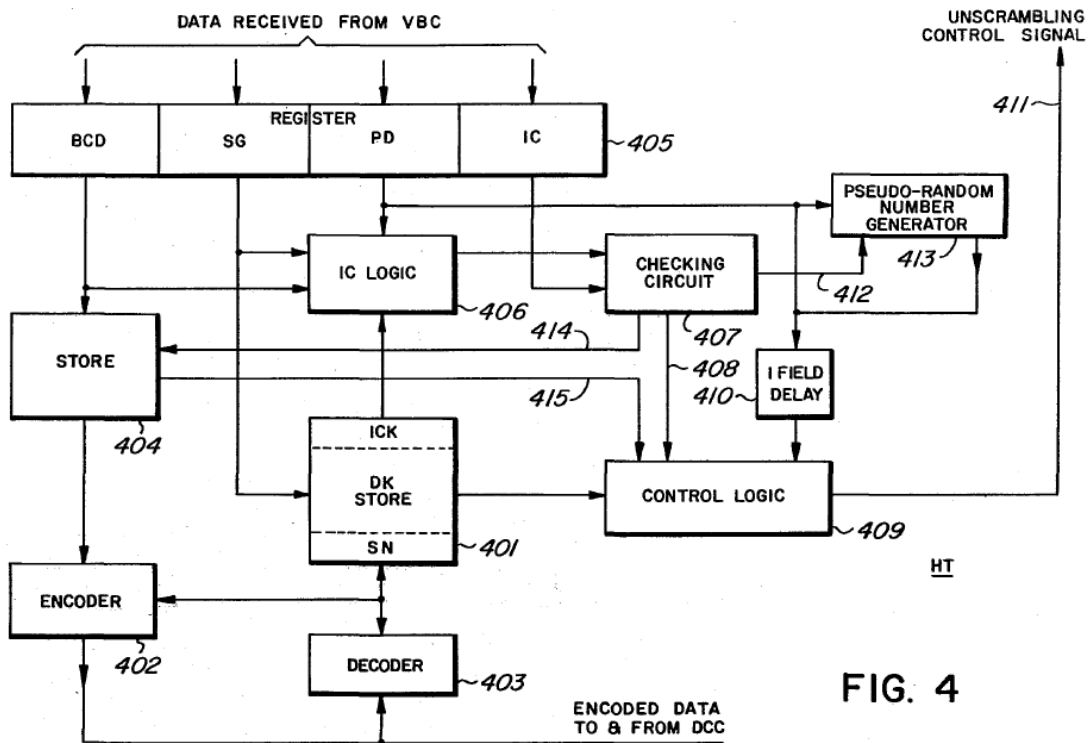 DATA RECEIVED FROM VBC
UNSCRAMBLING
CONTROL SIGNAL
411
REGISTER
BCD
SG
PD
IC
405
PSEUDO-RANDOM
NUMBER
GENERATOR
413
IC LOGIC
406
CHECKING
CIRCUIT
407
412
STORE
404
414
415
408
1 FIELD
DELAY
410
ICK
DK
STORE
SN
401
CONTROL LOGIC
409
HT
ENCODER
402
DECODER
403
ENCODED DATA
TO & FROM DCC
FIG. 4